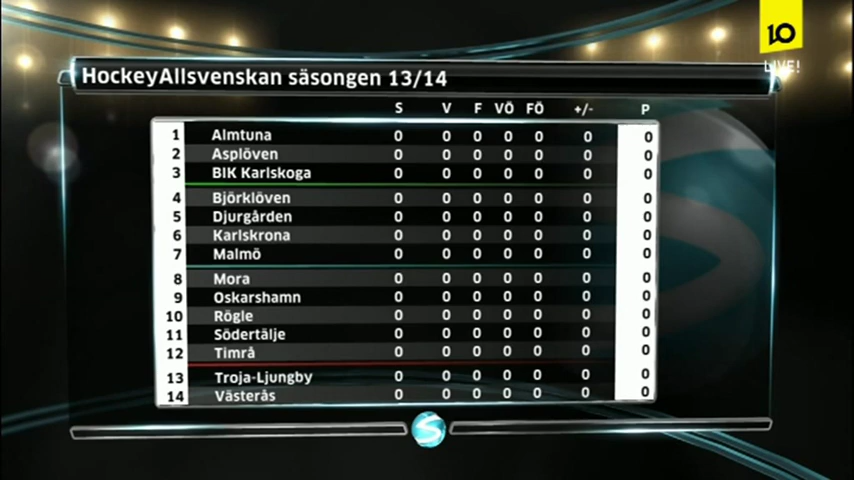 10
LIVE!
HockeyAllsvenskan säsongen 13/14
S V F VÖ FÖ +/- P
1 Almtuna 0 0 0 0 0 0 0
2 Asplöven 0 0 0 0 0 0 0
3 BIK Karlskoga 0 0 0 0 0 0 0
4 Björklöven 0 0 0 0 0 0 0
5 Djurgården 0 0 0 0 0 0 0
6 Karlskrona 0 0 0 0 0 0 0
7 Malmö 0 0 0 0 0 0 0
8 Mora 0 0 0 0 0 0 0
9 Oskarshamn 0 0 0 0 0 0 0
10 Rögle 0 0 0 0 0 0 0
11 Södertälje 0 0 0 0 0 0 0
12 Timrå 0 0 0 0 0 0 0
13 Troja-Ljungby 0 0 0 0 0 0 0
14 Västerås 0 0 0 0 0 0 0
S